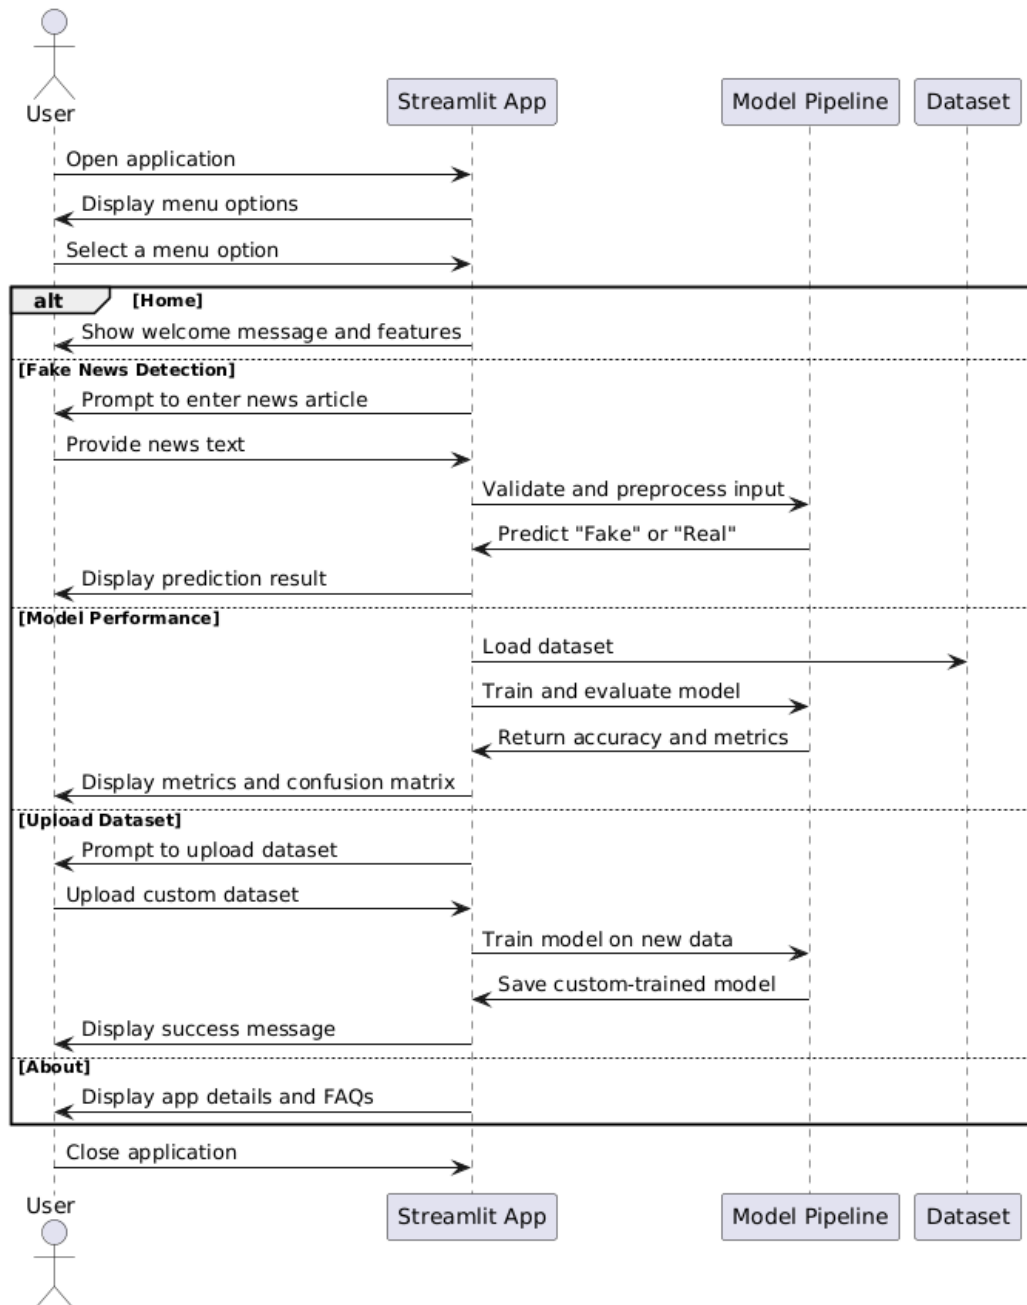 User
Streamlit App
Model Pipeline
Dataset
Open application
Display menu options
Select a menu option
alt [Home]
Show welcome message and features
[Fake News Detection]
Prompt to enter news article
Provide news text
Validate and preprocess input
Predict "Fake" or "Real"
Display prediction result
[Model Performance]
Load dataset
Train and evaluate model
Return accuracy and metrics
Display metrics and confusion matrix
[Upload Dataset]
Prompt to upload dataset
Upload custom dataset
Train model on new data
Save custom-trained model
Display success message
[About]
Display app details and FAQs
Close application
User
Streamlit App
Model Pipeline
Dataset